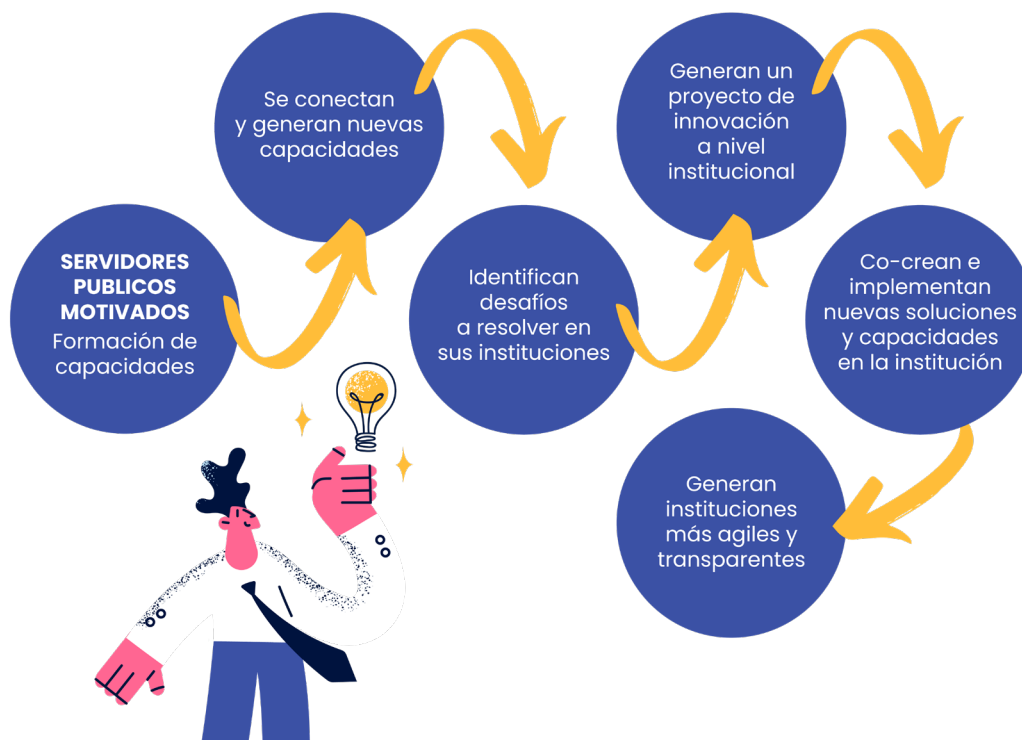 SERVIDORES
PUBLICOS
MOTIVADOS
Formación de
capacidades
Se conectan
y generan nuevas
capacidades
Identifican
desafíos
a resolver en
sus instituciones
Generan un
proyecto de
innovación
a nivel
institucional
Co-crean e
implementan
nuevas soluciones
y capacidades
en la institución
Generan
instituciones
más agiles y
transparentes